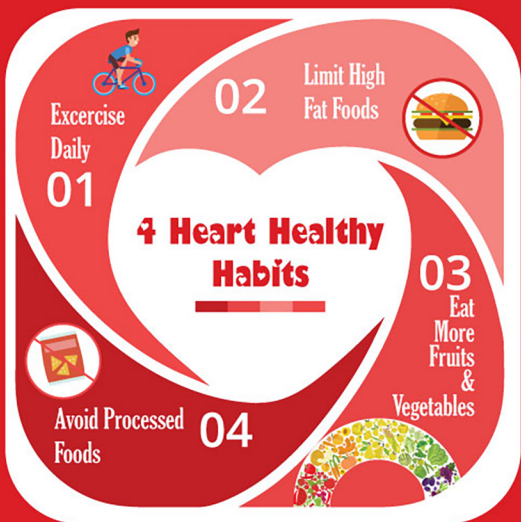 4 Heart Healthy
Habits
Excercise
Daily
01
02
Limit High
Fat Foods
03
Eat
More
Fruits
&
Vegetables
Avoid Processed
Foods
04